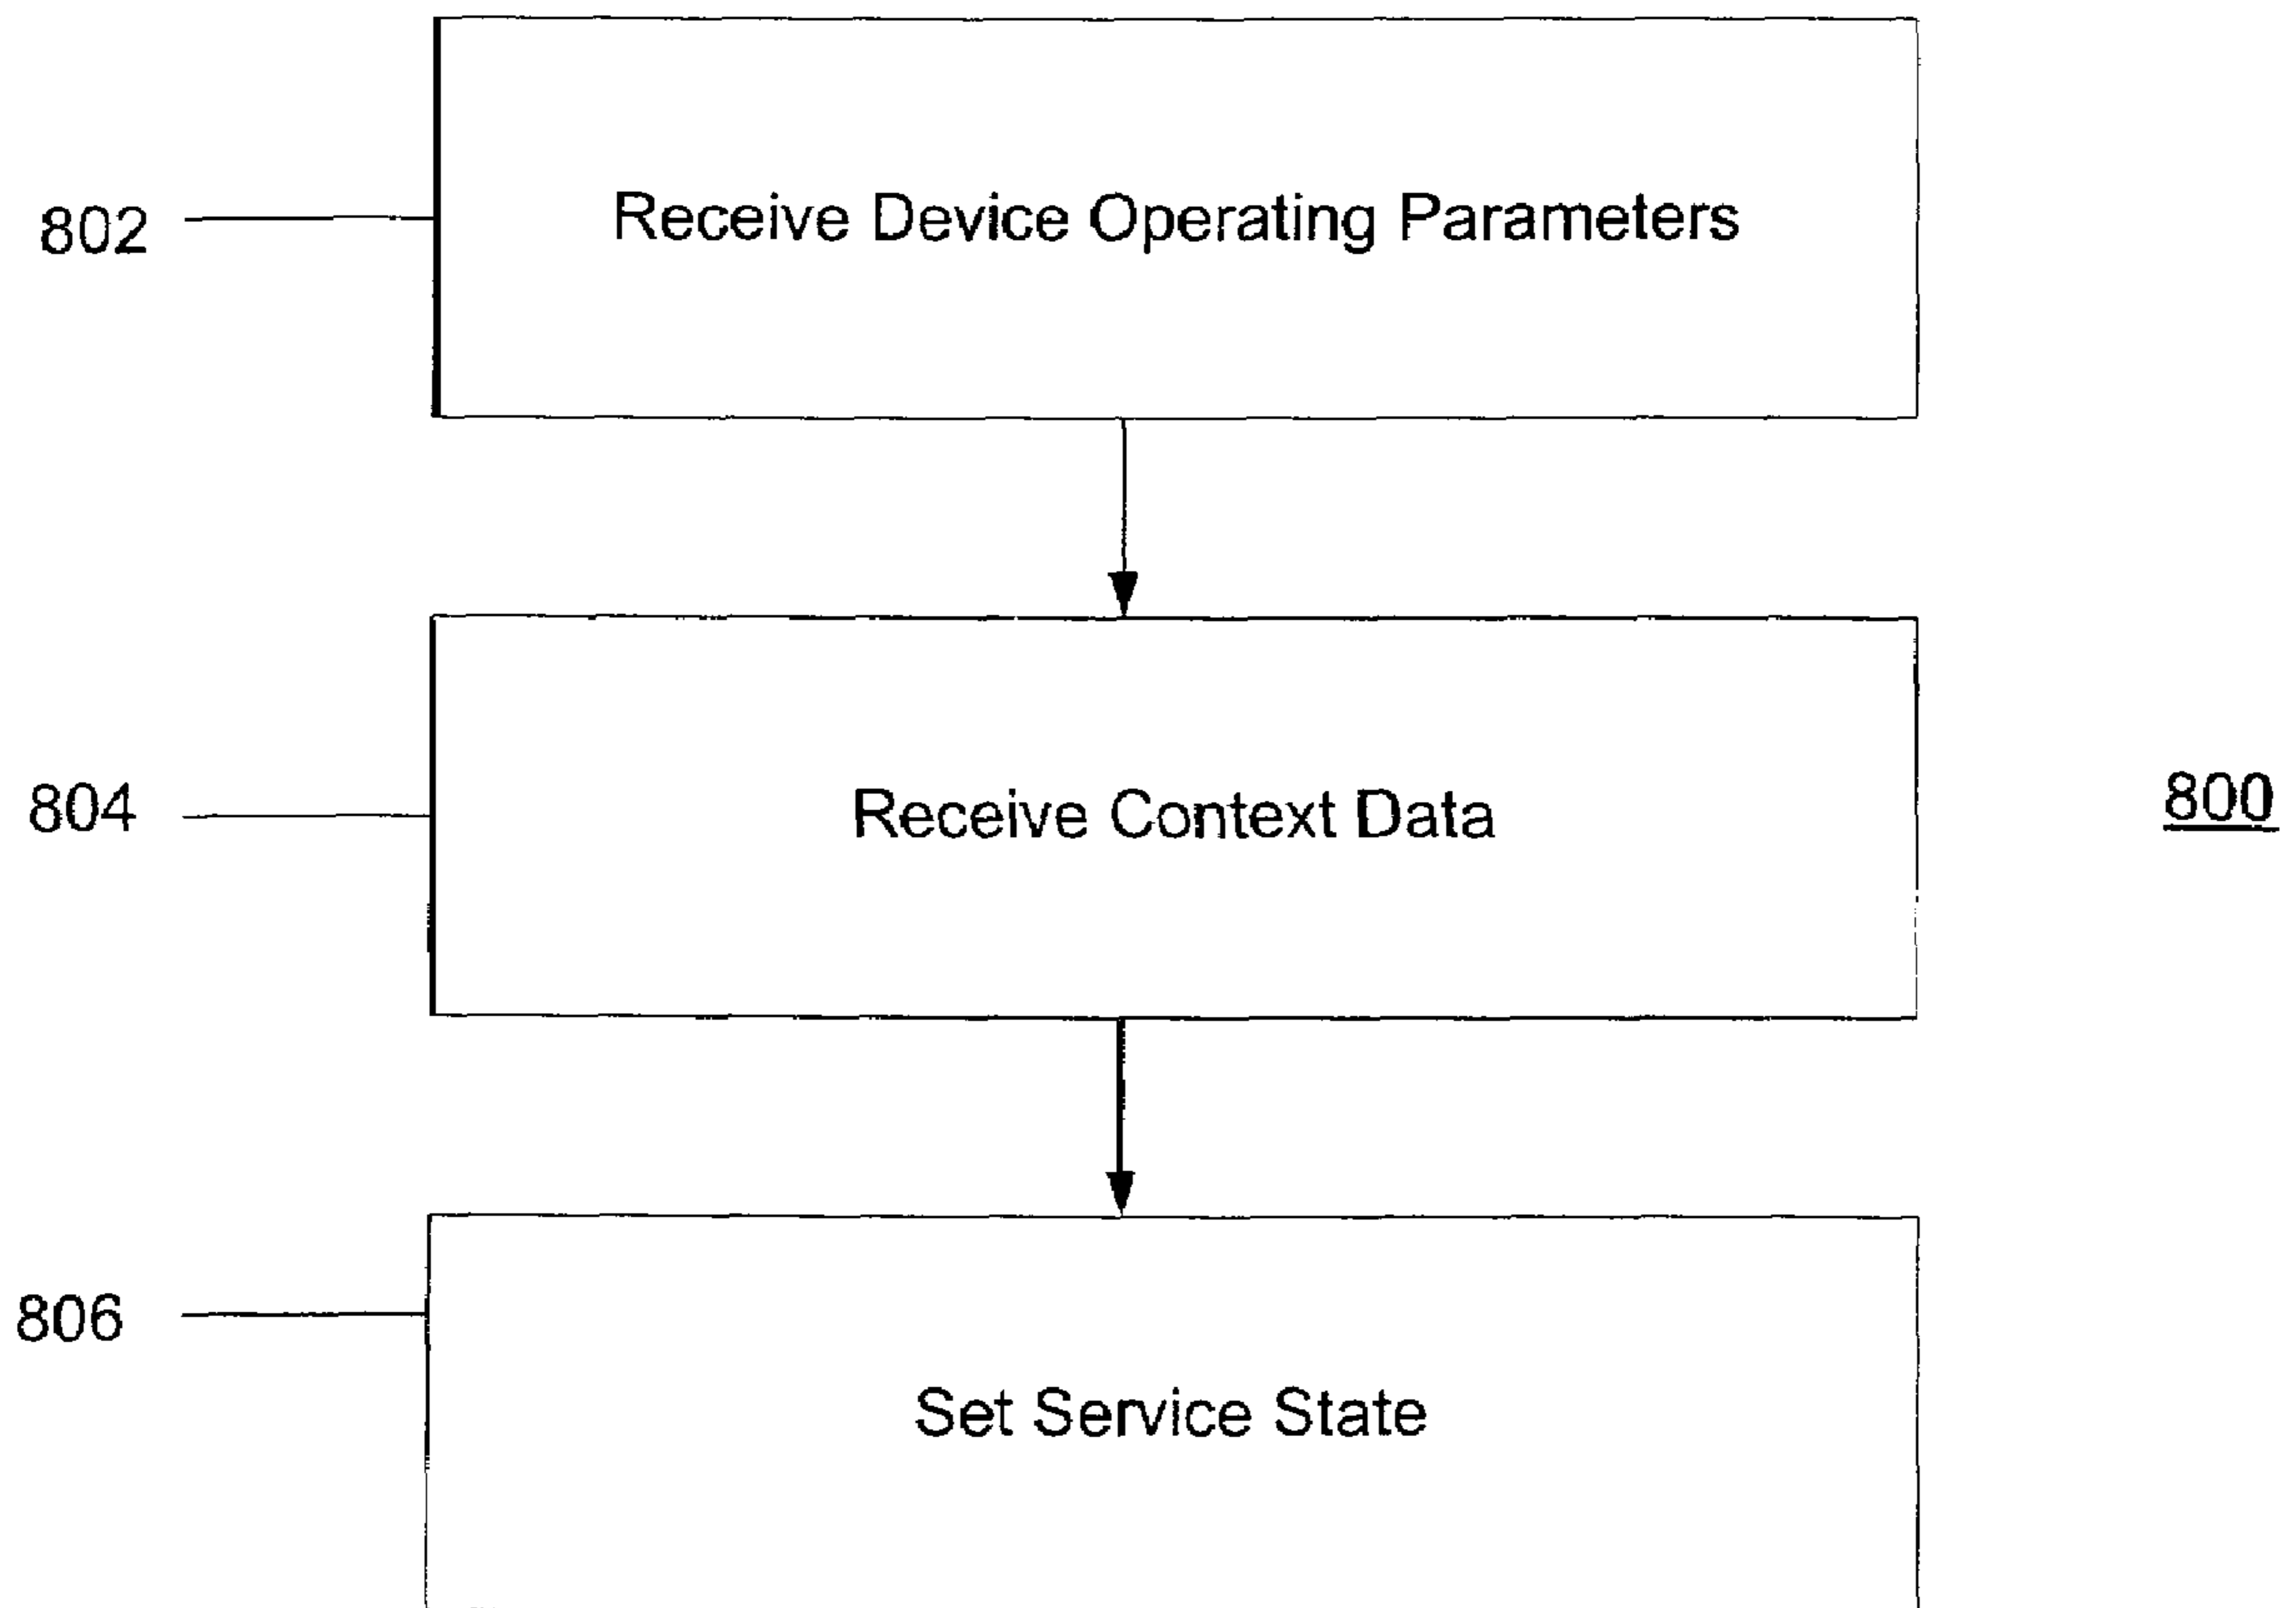 802
Receive Device Operating Parameters
804
Receive Context Data
800
806
Set Service State